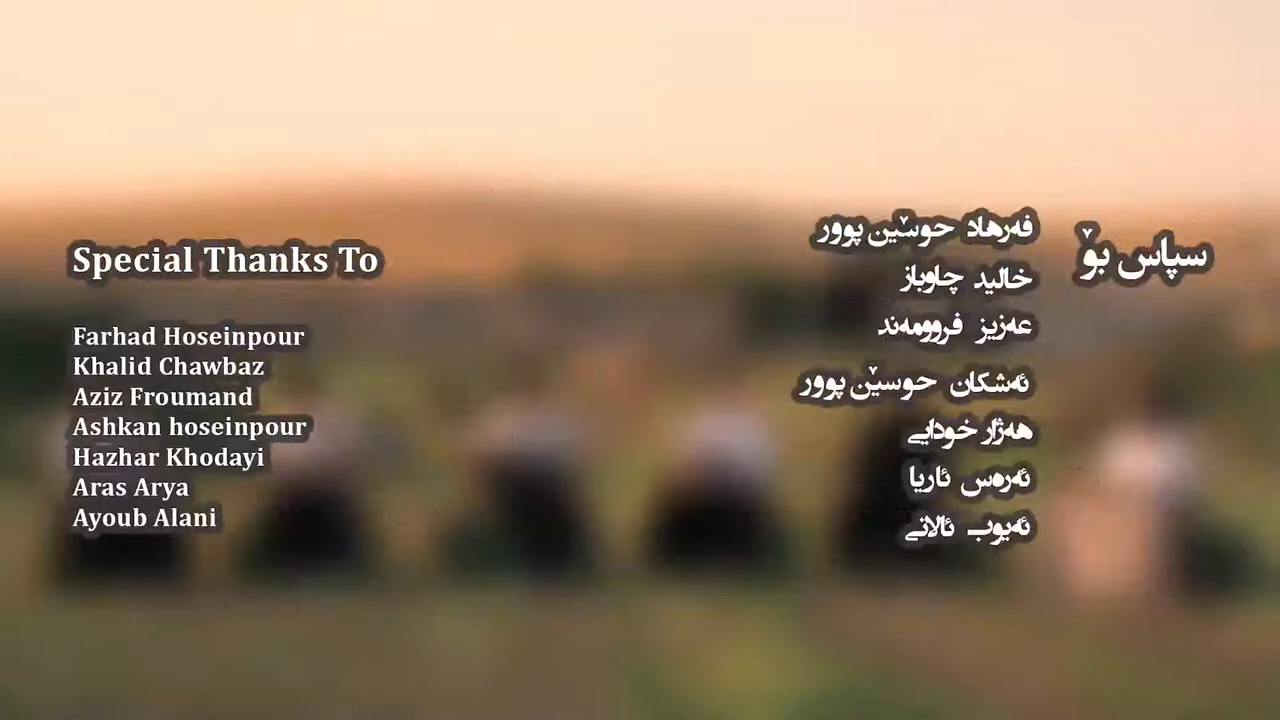 Special Thanks To
Farhad Hoseinpour
Khalid Chawbaz
Aziz Froumand
Ashkan hoseinpour
Hazhar Khodayi
Aras Arya
Ayoub Alani
سپاس بۆ
فەرهاد حوسێن پوور
خالید چاوباز
عەزیز فروومەند
ئەشکان حوسێن پوور
هەژار خودایی
ئەرەس ئاریا
ئەیوب ئالانی